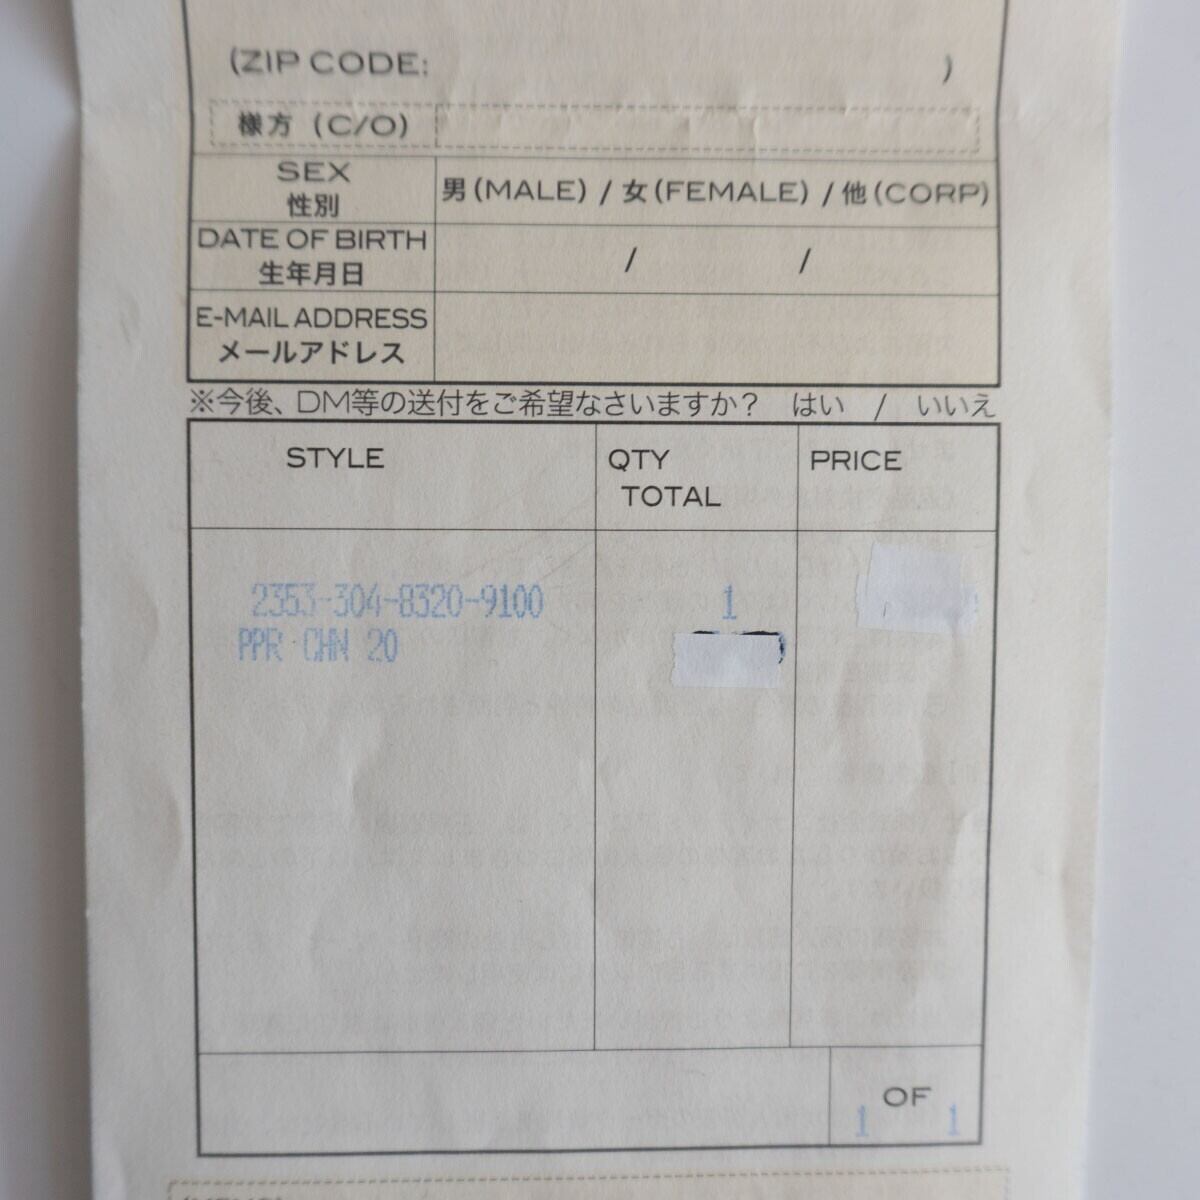 (ZIP CODE: )
様方 (C/O)
SEX
性別
男(MALE) / 女(FEMALE) / 他(CORP)
DATE OF BIRTH
生年月日
/ /
E-MAIL ADDRESS
メールアドレス
※今後、DM等の送付をご希望なさいますか？ はい / いいえ
STYLE
QTY
TOTAL
PRICE
2353-304-8320-9100 1
PPR CHN 20
OF
1 1